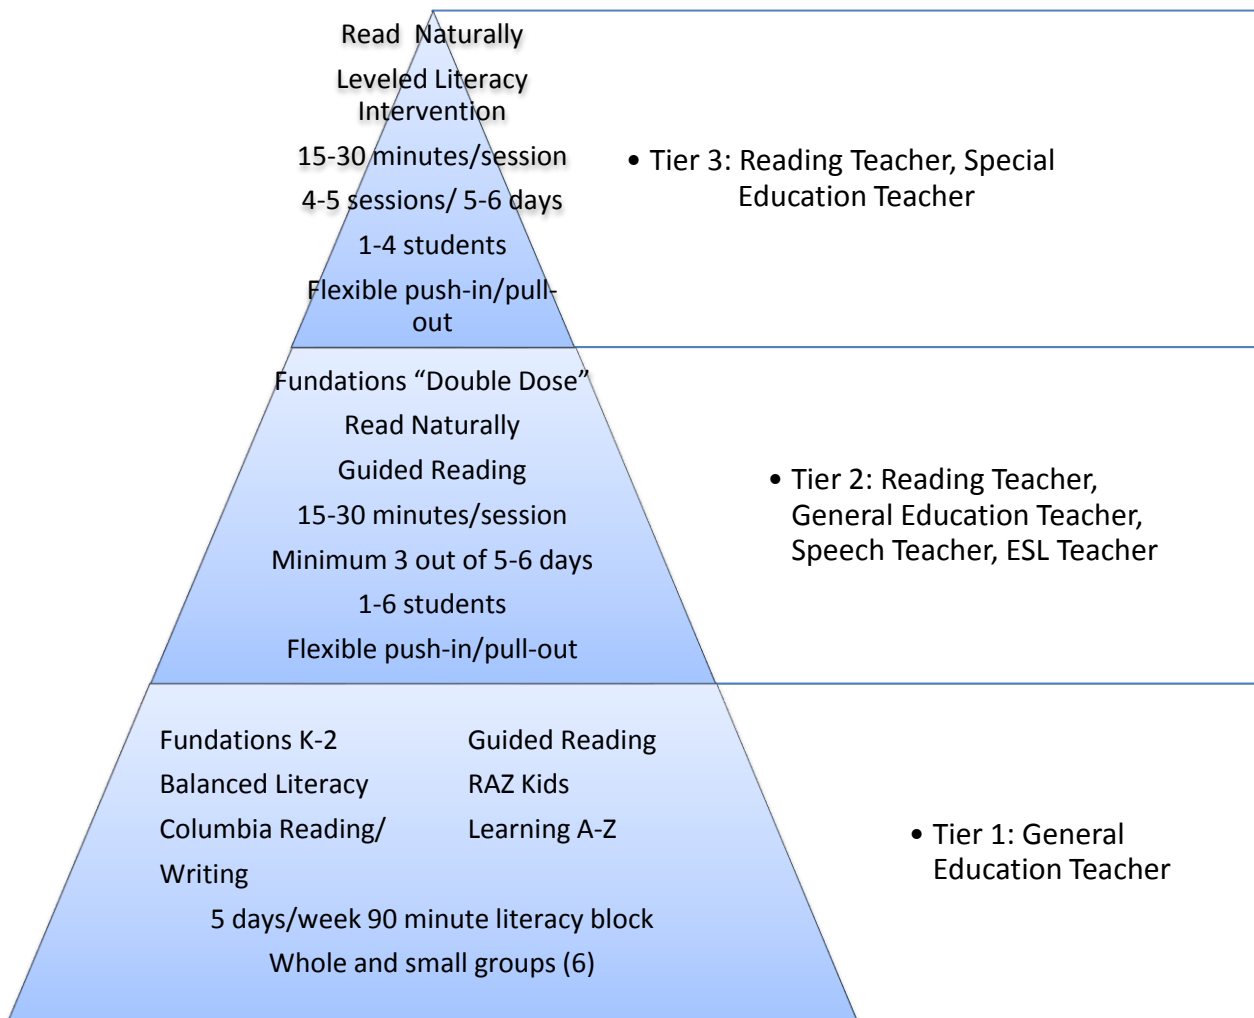 Read  Naturally
Leveled Literacy
Intervention
15-30 minutes/session
4-5 sessions/ 5-6 days
1-4 students
Flexible push-in/pull-
out
• Tier 3: Reading Teacher, Special
Education Teacher
Fundations “Double Dose”
Read Naturally
Guided Reading
15-30 minutes/session
Minimum 3 out of 5-6 days
1-6 students
Flexible push-in/pull-out
• Tier 2: Reading Teacher,
General Education Teacher,
Speech Teacher, ESL Teacher
Fundations K-2
Balanced Literacy
Columbia Reading/
Writing
Guided Reading
RAZ Kids
Learning A-Z
5 days/week 90 minute literacy block
Whole and small groups (6)
• Tier 1: General
Education Teacher